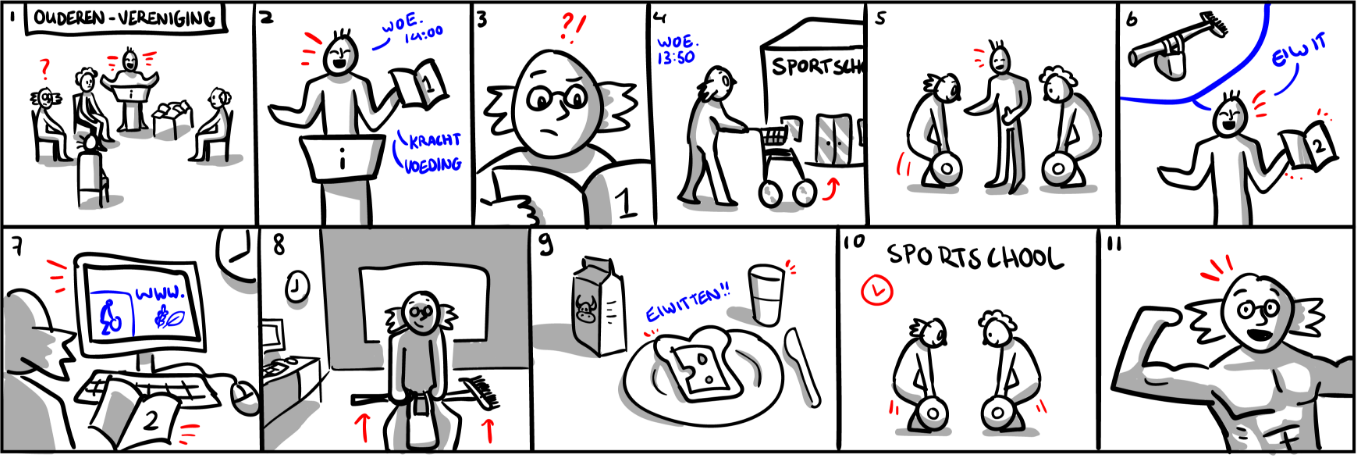 1
OUDEREN-VERENIGING
?
i
2
WOE.
14:00
1
KRACHT
VOEDING
i
3
?!
1
4
WOE.
13:50
SPORTSCHO
5
6
EIWIT
2
7
WWW.
2
8
9
EIWITTEN!!
10
SPORTSCHOOL
11